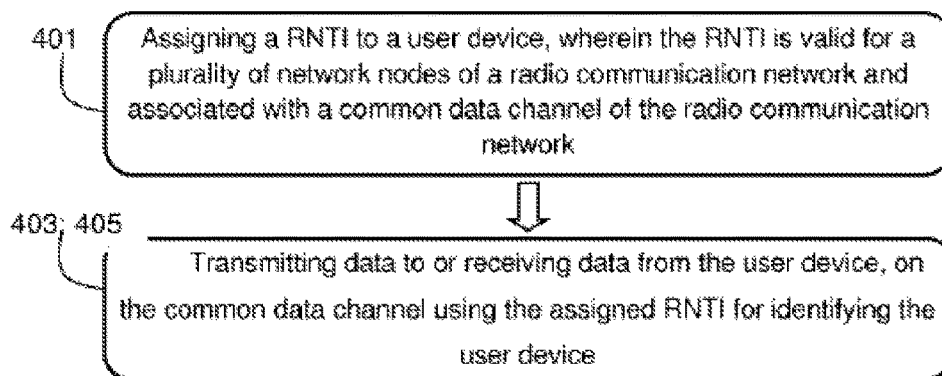 401
Assigning a RNTI to a user device, wherein the RNTI is valid for a
plurality of network nodes of a radio communication network and
associated with a common data channel of the radio communication
network
403; 405
Transmitting data to or receiving data from the user device, on
the common data channel using the assigned RNTI for identifying the
user device